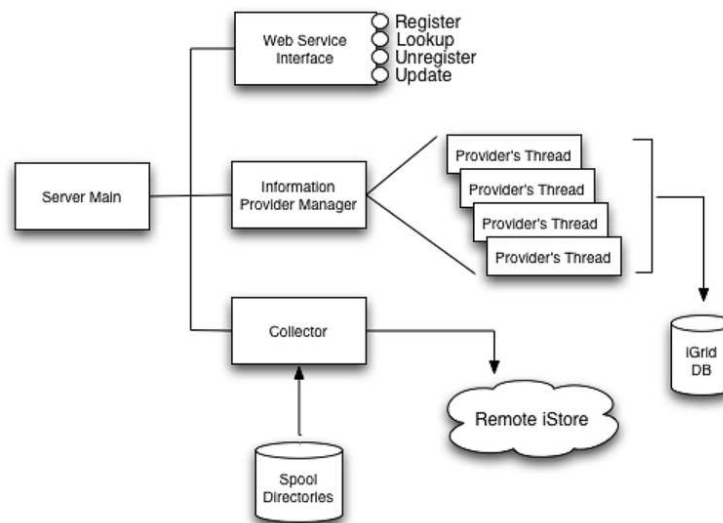 Web Service
Interface
Register
Lookup
Unregister
Update
Server Main
Information
Provider Manager
Provider's Thread
Provider's Thread
Provider's Thread
Provider's Thread
Collector
iGrid
DB
Remote iStore
Spool
Directories